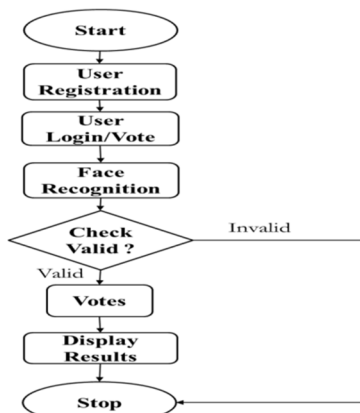 Start
User
Registration
User
Login/Vote
Face
Recognition
Check
Valid ?
Invalid
Valid
Votes
Display
Results
Stop